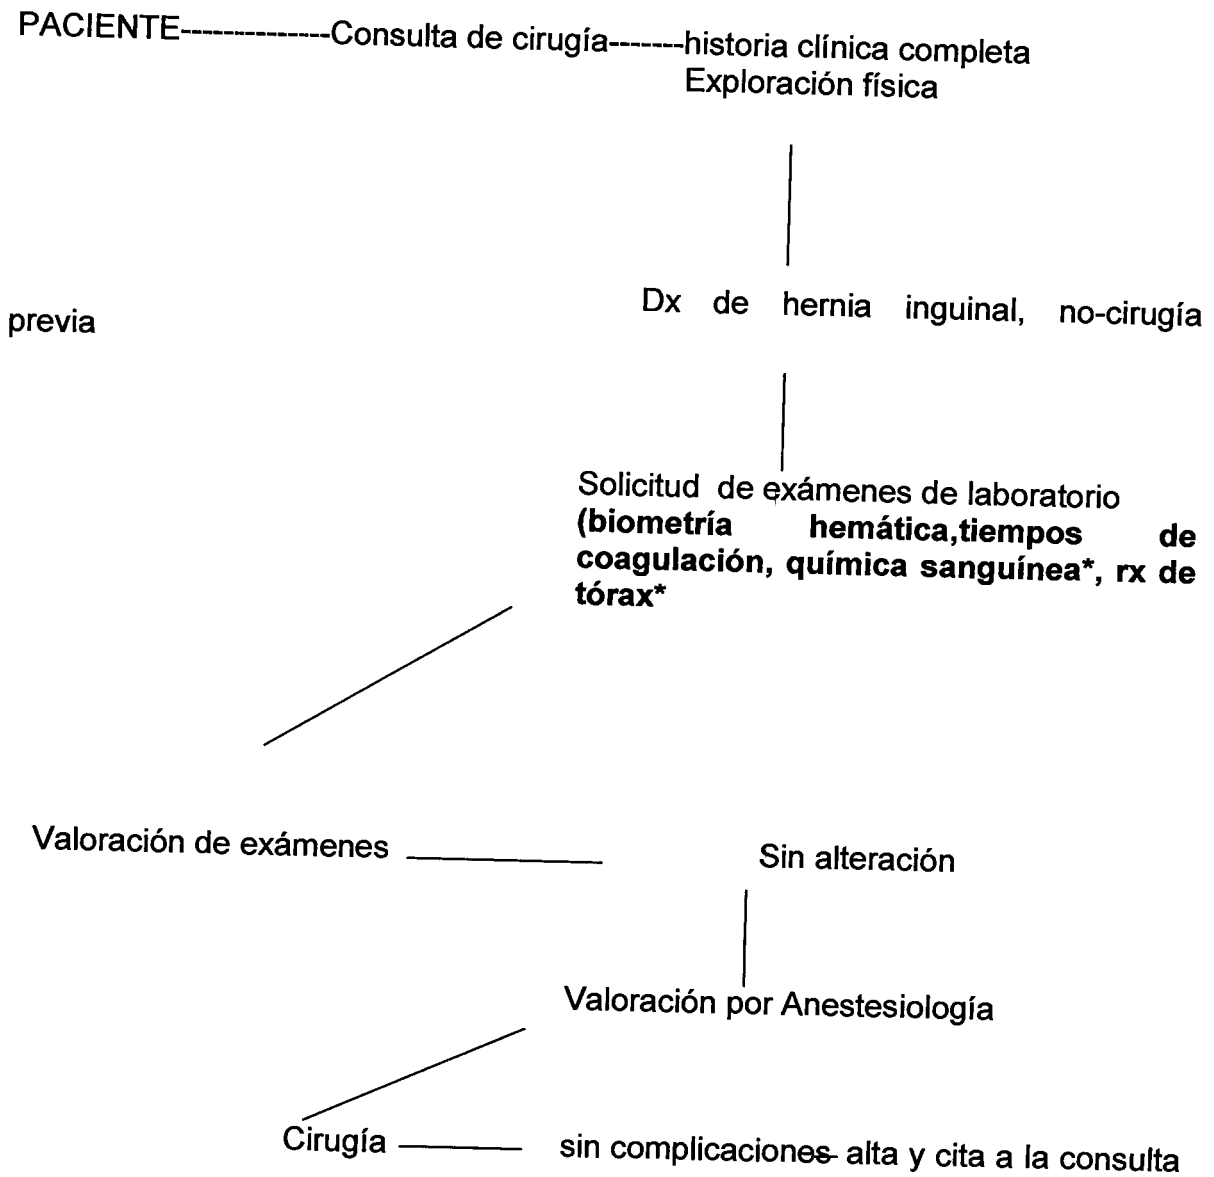 PACIENTE--------------Consulta de cirugía-------historia clínica completa
Exploración física
Dx de hernia inguinal, no-cirugía
previa
Solicitud de exámenes de laboratorio
(biometría hemática,tiempos de
coagulación, química sanguínea*, rx de
tórax*
Valoración de exámenes
Sin alteración
Valoración por Anestesiología
Cirugía
sin complicaciones- alta y cita a la consulta